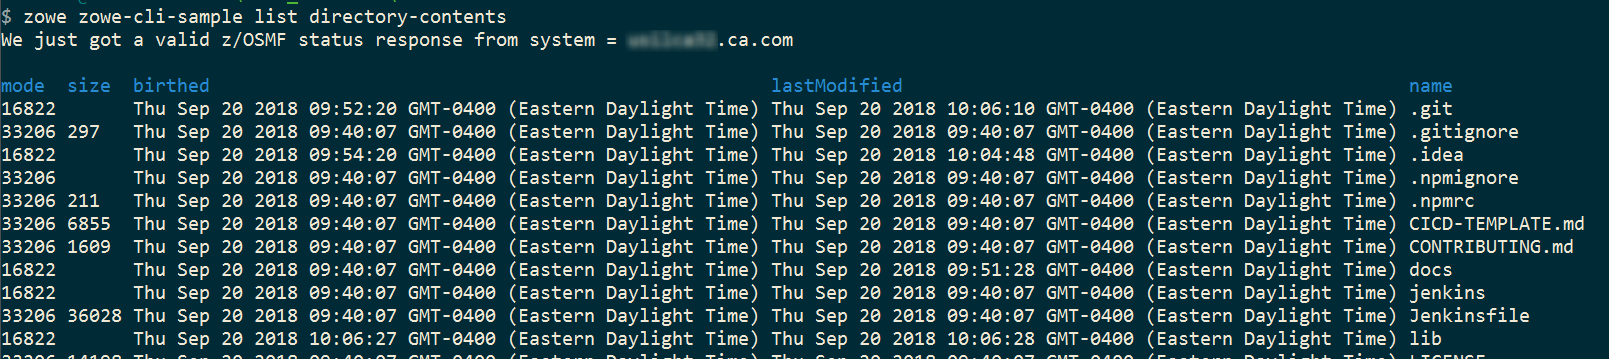 $ zowe zowe-cli-sample list directory-contents
We just got a valid z/OSMF status response from system = .ca.com
mode size birthed lastModified name
16822 Thu Sep 20 2018 09:52:20 GMT-0400 (Eastern Daylight Time) Thu Sep 20 2018 10:06:10 GMT-0400 (Eastern Daylight Time) .git
33206 297 Thu Sep 20 2018 09:40:07 GMT-0400 (Eastern Daylight Time) Thu Sep 20 2018 09:40:07 GMT-0400 (Eastern Daylight Time) .gitignore
16822 Thu Sep 20 2018 09:54:20 GMT-0400 (Eastern Daylight Time) Thu Sep 20 2018 10:04:48 GMT-0400 (Eastern Daylight Time) .idea
33206 Thu Sep 20 2018 09:40:07 GMT-0400 (Eastern Daylight Time) Thu Sep 20 2018 09:40:07 GMT-0400 (Eastern Daylight Time) .npmignore
33206 211 Thu Sep 20 2018 09:40:07 GMT-0400 (Eastern Daylight Time) Thu Sep 20 2018 09:40:07 GMT-0400 (Eastern Daylight Time) .npmrc
33206 6855 Thu Sep 20 2018 09:40:07 GMT-0400 (Eastern Daylight Time) Thu Sep 20 2018 09:40:07 GMT-0400 (Eastern Daylight Time) CICD-TEMPLATE.md
33206 1609 Thu Sep 20 2018 09:40:07 GMT-0400 (Eastern Daylight Time) Thu Sep 20 2018 09:40:07 GMT-0400 (Eastern Daylight Time) CONTRIBUTING.md
16822 Thu Sep 20 2018 09:40:07 GMT-0400 (Eastern Daylight Time) Thu Sep 20 2018 09:51:28 GMT-0400 (Eastern Daylight Time) docs
16822 Thu Sep 20 2018 09:40:07 GMT-0400 (Eastern Daylight Time) Thu Sep 20 2018 09:40:07 GMT-0400 (Eastern Daylight Time) jenkins
33206 36028 Thu Sep 20 2018 09:40:07 GMT-0400 (Eastern Daylight Time) Thu Sep 20 2018 09:40:07 GMT-0400 (Eastern Daylight Time) Jenkinsfile
16822 Thu Sep 20 2018 10:06:27 GMT-0400 (Eastern Daylight Time) Thu Sep 20 2018 10:06:28 GMT-0400 (Eastern Daylight Time) lib